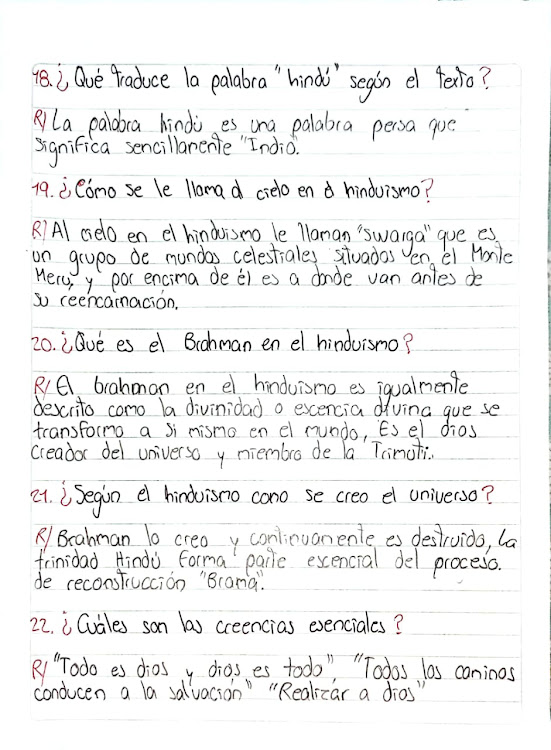 18. ¿Qué traduce la palabra "hindú" según el texto?
R/ La palabra hindú es una palabra persa que
significa sencillamente "Indio.
19. ¿Cómo se le llama al cielo en el hinduismo?
R/ Al cielo en el hinduismo le llaman "swarga" que es
un grupo de mundos celestiales situados en el Monte
Meru, y por encima de él es a donde van antes de
su reencarnación.
20. ¿Qué es el Brahman en el hinduismo?
R/ El brahman en el hinduismo es igualmente
descrito como la divinidad o escencia divina que se
transformo a si mismo en el mundo, Es el dios
Creador del universo y miembro de la Trimuti..
21. ¿Según el hinduismo como se creo el universo?
R/ Brahman lo creo y continuamente es destruido, la
trinidad Hindú forma parte escencial del proceso.
de reconstrucción "Brama".
22. ¿Cuáles son las creencias esenciales?
R/ "Todo es dios y dios es todo", "Todos los caminos
conducen a la salvación" "Realizar a dios"